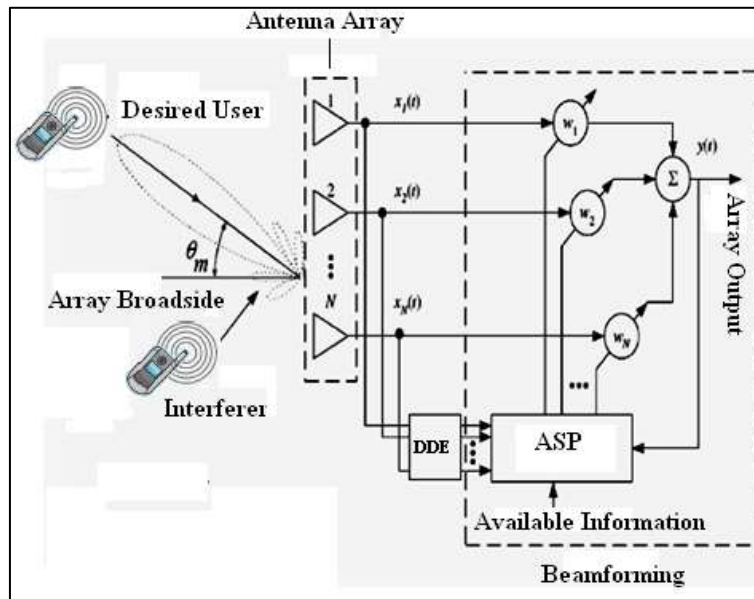 Antenna Array
Desired User
1
x1(t)
w1
y(t)
2
x2(t)
w2
Σ
θm
Array Output
Array Broadside
N
xN(t)
wN
Interferer
DDE
ASP
Available Information
Beamforming